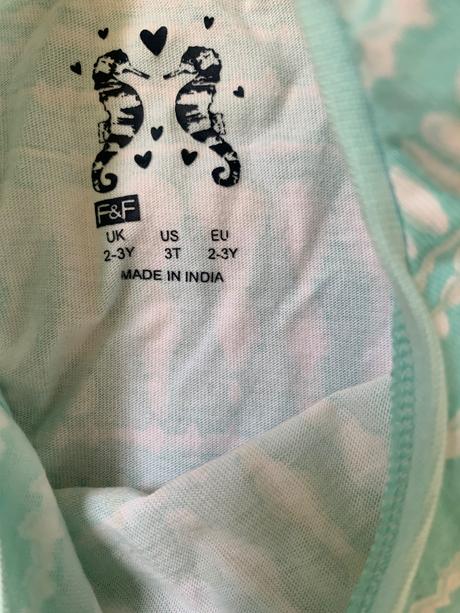 F&F
UK US EU
2-3Y 3T 2-3Y
MADE IN INDIA